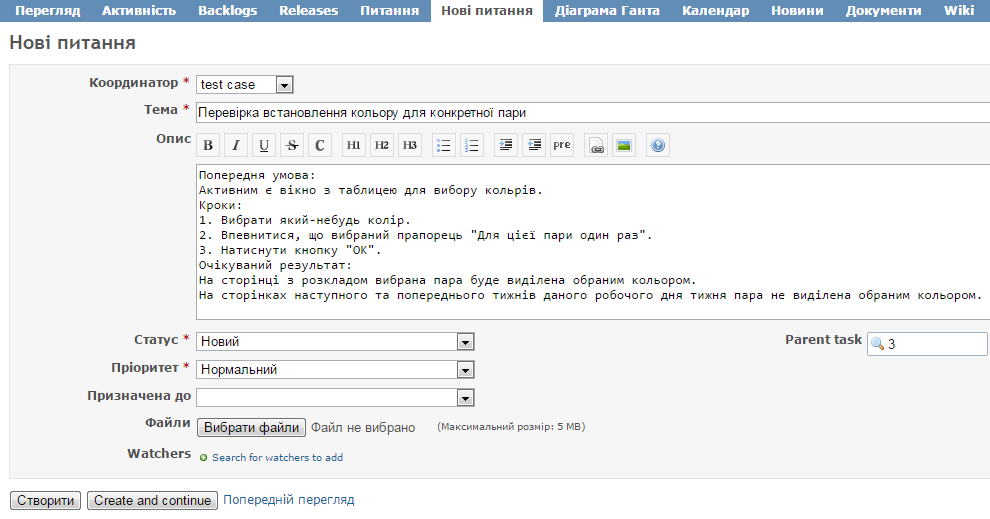 Перегляд Активність Backlogs Releases Питання Нові питання Діаграма Ганта Календар Новини Документи Wiki
Нові питання
Координатор * test case
Тема * Перевірка встановлення кольору для конкретної пари
Опис B I U S C H1 H2 H3 pre
Попередня умова:
Активним є вікно з таблицею для вибору кольрів.
Кроки:
1. Вибрати який-небудь колір.
2. Впевнитися, що вибраний прапорець "Для цієї пари один раз".
3. Натиснути кнопку "ОК".
Очікуваний результат:
На сторінці з розкладом вибрана пара буде виділена обраним кольором.
На сторінках наступного та попереднього тижнів даного робочого дня тижня пара не виділена обраним кольором.
Статус * Новий Parent task 3
Пріоритет * Нормальний
Призначена до
Файли Вибрати файли Файл не вибрано (Максимальний розмір: 5 MB)
Watchers Search for watchers to add
Створити Create and continue Попередній перегляд